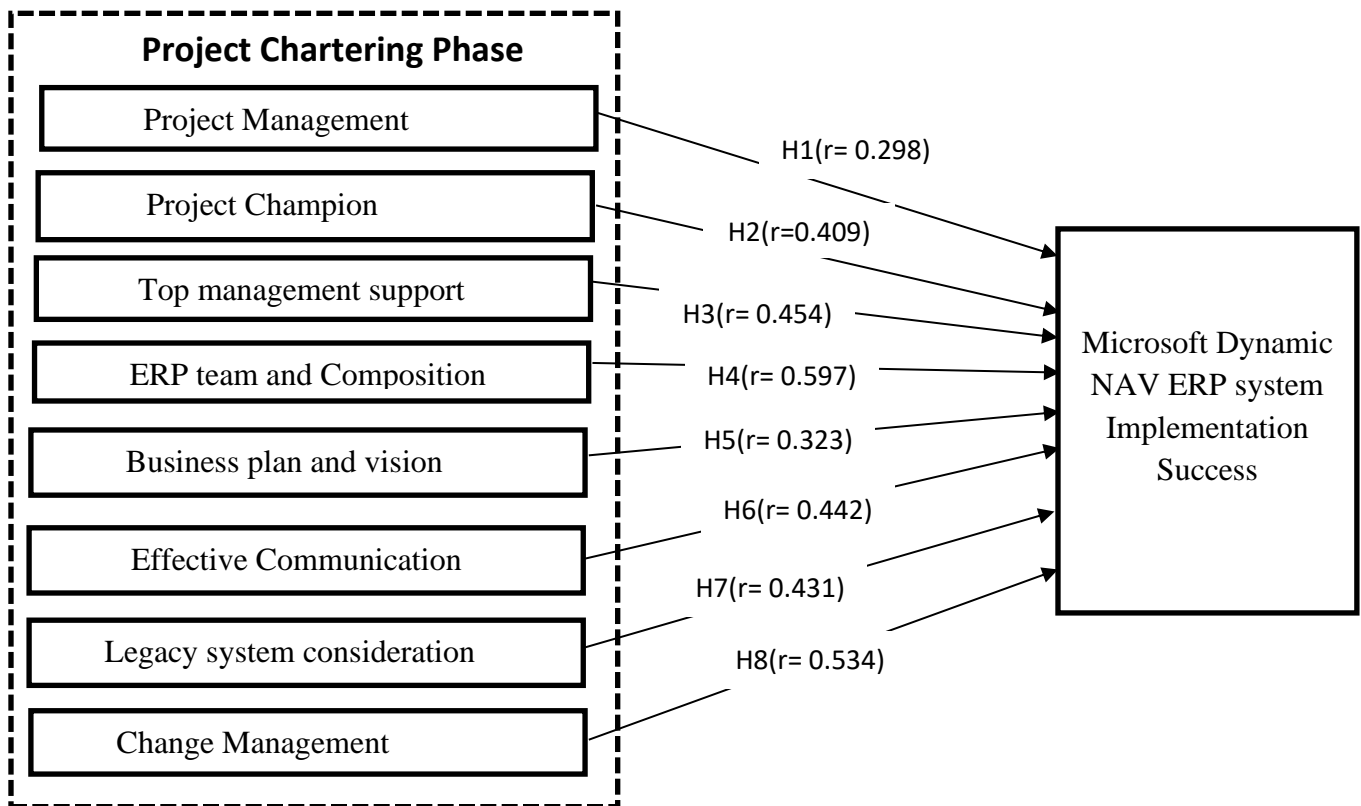 Project Chartering Phase
Project Management
Project Champion
Top management support
ERP team and Composition
Business plan and vision
Effective Communication
Legacy system consideration
Change Management
H1(r= 0.298)
H2(r=0.409)
H3(r= 0.454)
H4(r= 0.597)
H5(r= 0.323)
H6(r= 0.442)
H7(r= 0.431)
H8(r= 0.534)
Microsoft Dynamic
NAV ERP system
Implementation
Success